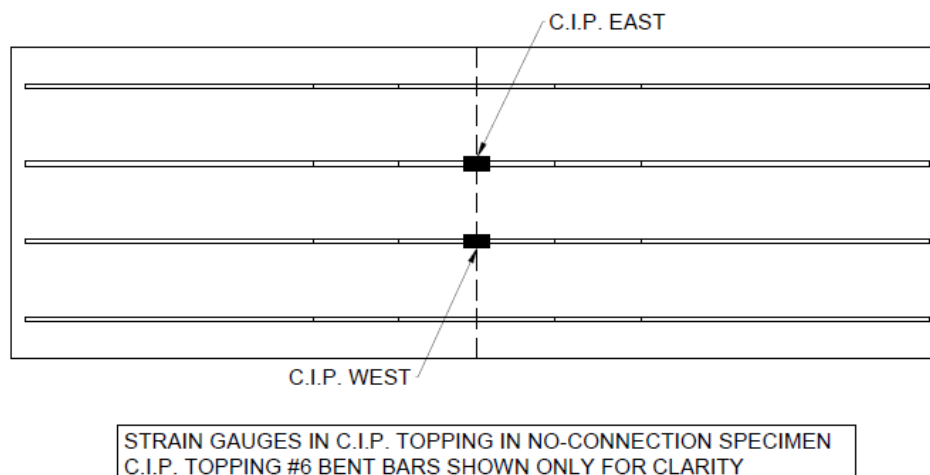 C.I.P. EAST
C.I.P. WEST
STRAIN GAUGES IN C.I.P. TOPPING IN NO-CONNECTION SPECIMEN
C.I.P. TOPPING #6 BENT BARS SHOWN ONLY FOR CLARITY